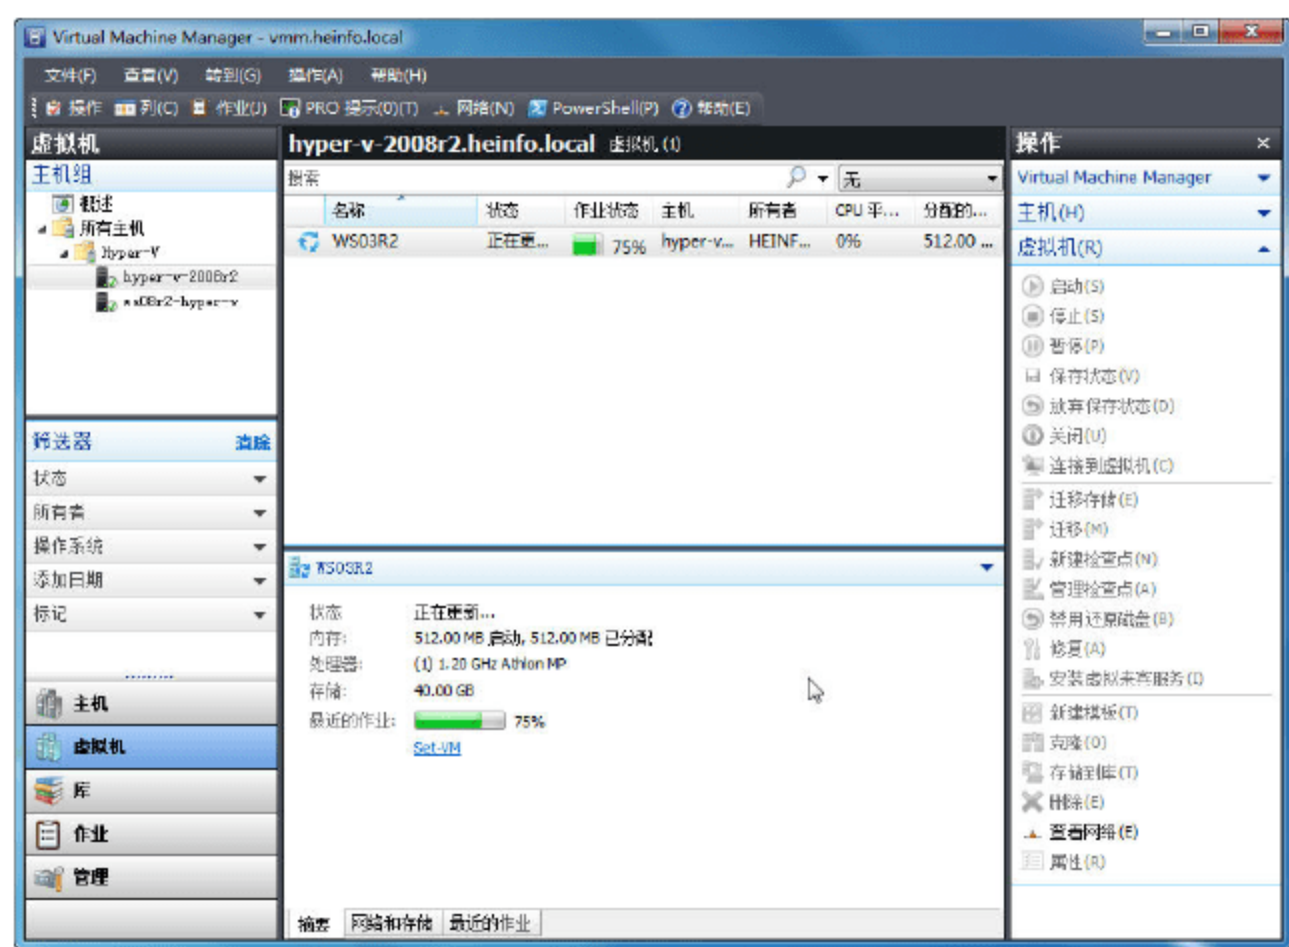 Virtual Machine Manager - vmm.heinfo.local
文件(F) 查看(V) 转到(G) 操作(A) 帮助(H)
操作 列(C) 作业(J) PRO 提示(0)(T) 网络(N) PowerShell(P) 帮助(E)
虚拟机
主机组
概述
所有主机
Hyper-V
hyper-v-2008r2
ws08r2-hyper-v
筛选器 清除
状态
所有者
操作系统
添加日期
标记
主机
虚拟机
库
作业
管理
hyper-v-2008r2.heinfo.local 虚拟机 (1)
搜索 无
名称 状态 作业状态 主机 所有者 CPU 平... 分配的...
WS03R2 正在更... 75% hyper-v... HEINF... 0% 512.00 ...
WS03R2
状态 正在更新...
内存: 512.00 MB 启动, 512.00 MB 已分配
处理器: (1) 1.20 GHz Athlon MP
存储: 40.00 GB
最近的作业: 75%
Set-VM
摘要 网络和存储 最近的作业
操作 ×
Virtual Machine Manager
主机(H)
虚拟机(R)
启动(S)
停止(S)
暂停(P)
保存状态(V)
放弃保存状态(D)
关闭(U)
连接到虚拟机(C)
迁移存储(E)
迁移(M)
新建检查点(N)
管理检查点(A)
禁用还原磁盘(B)
修复(A)
安装虚拟来宾服务(I)
新建模板(T)
克隆(O)
存储到库(T)
删除(E)
查看网络(E)
属性(R)